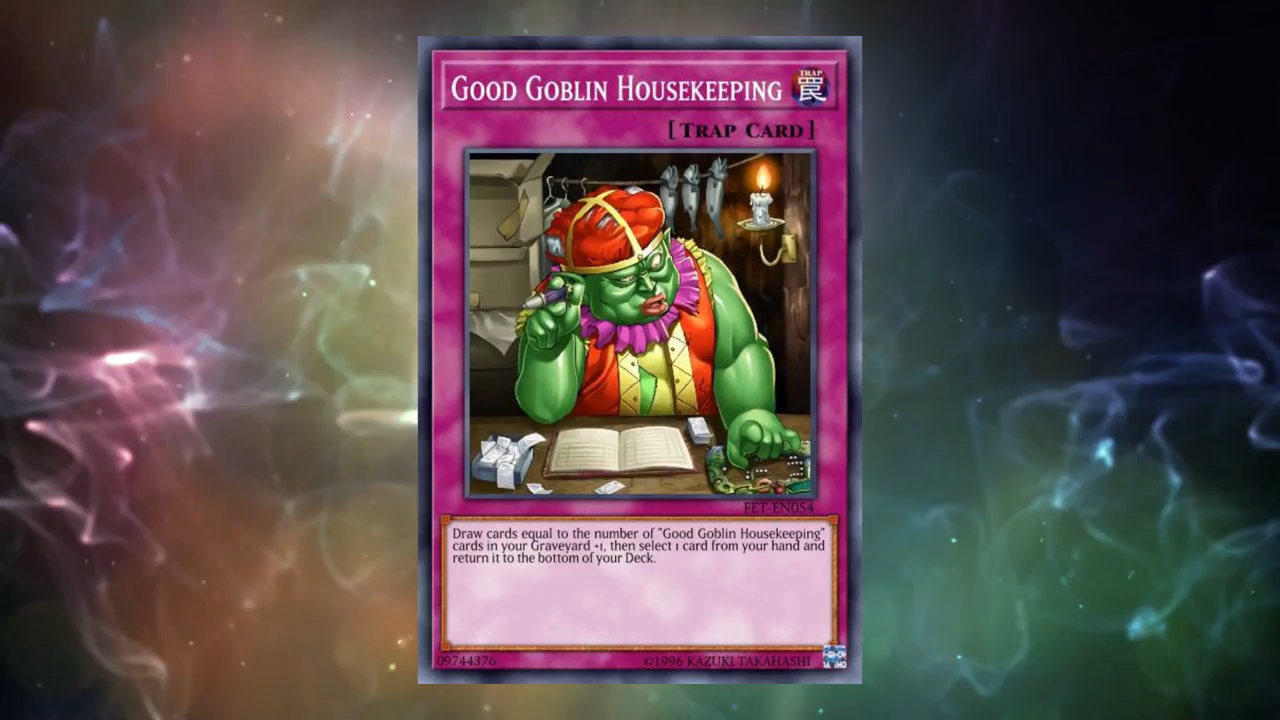 Good Goblin Housekeeping
TRAP
罠
[Trap Card]
FET-EN054
Draw cards equal to the number of "Good Goblin Housekeeping"
cards in your Graveyard +1, then select 1 card from your hand and
return it to the bottom of your Deck.
09744376
©1996 KAZUKI TAKAHASHI